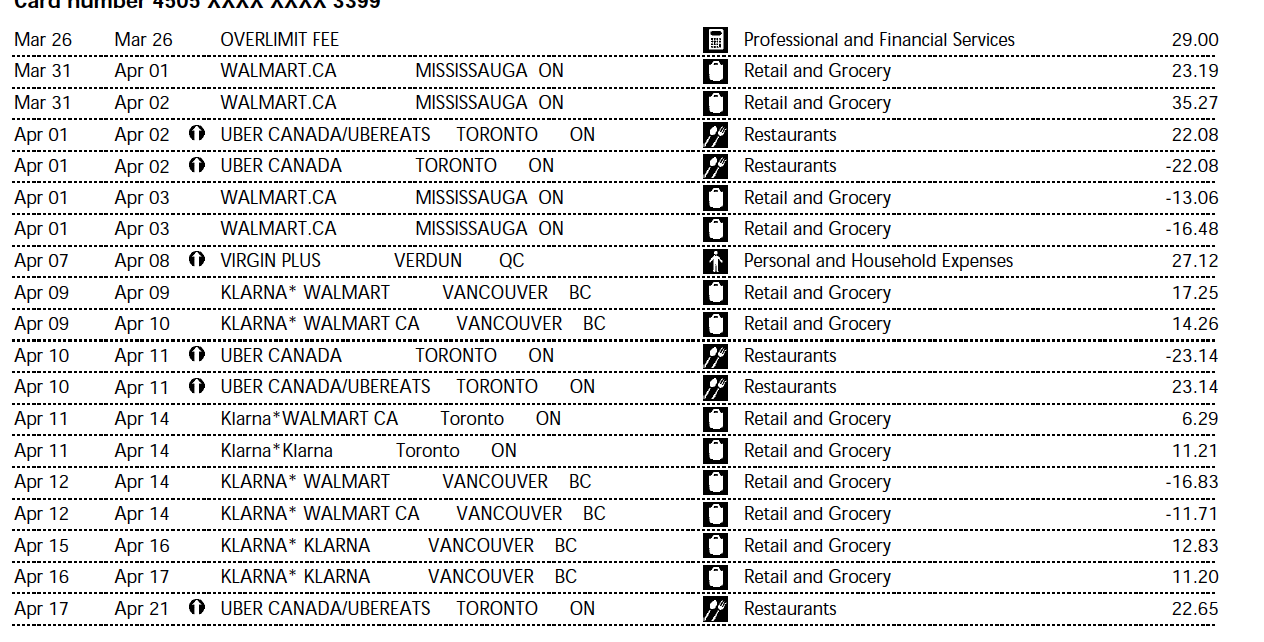 Card number 4505 XXXX XXXX 3399
Mar 26 Mar 26 OVERLIMIT FEE Professional and Financial Services 29.00
Mar 31 Apr 01 WALMART.CA MISSISSAUGA ON Retail and Grocery 23.19
Mar 31 Apr 02 WALMART.CA MISSISSAUGA ON Retail and Grocery 35.27
Apr 01 Apr 02 UBER CANADA/UBEREATS TORONTO ON Restaurants 22.08
Apr 01 Apr 02 UBER CANADA TORONTO ON Restaurants -22.08
Apr 01 Apr 03 WALMART.CA MISSISSAUGA ON Retail and Grocery -13.06
Apr 01 Apr 03 WALMART.CA MISSISSAUGA ON Retail and Grocery -16.48
Apr 07 Apr 08 VIRGIN PLUS VERDUN QC Personal and Household Expenses 27.12
Apr 09 Apr 09 KLARNA* WALMART VANCOUVER BC Retail and Grocery 17.25
Apr 09 Apr 10 KLARNA* WALMART CA VANCOUVER BC Retail and Grocery 14.26
Apr 10 Apr 11 UBER CANADA TORONTO ON Restaurants -23.14
Apr 10 Apr 11 UBER CANADA/UBEREATS TORONTO ON Restaurants 23.14
Apr 11 Apr 14 Klarna*WALMART CA Toronto ON Retail and Grocery 6.29
Apr 11 Apr 14 Klarna*Klarna Toronto ON Retail and Grocery 11.21
Apr 12 Apr 14 KLARNA* WALMART VANCOUVER BC Retail and Grocery -16.83
Apr 12 Apr 14 KLARNA* WALMART CA VANCOUVER BC Retail and Grocery -11.71
Apr 15 Apr 16 KLARNA* KLARNA VANCOUVER BC Retail and Grocery 12.83
Apr 16 Apr 17 KLARNA* KLARNA VANCOUVER BC Retail and Grocery 11.20
Apr 17 Apr 21 UBER CANADA/UBEREATS TORONTO ON Restaurants 22.65